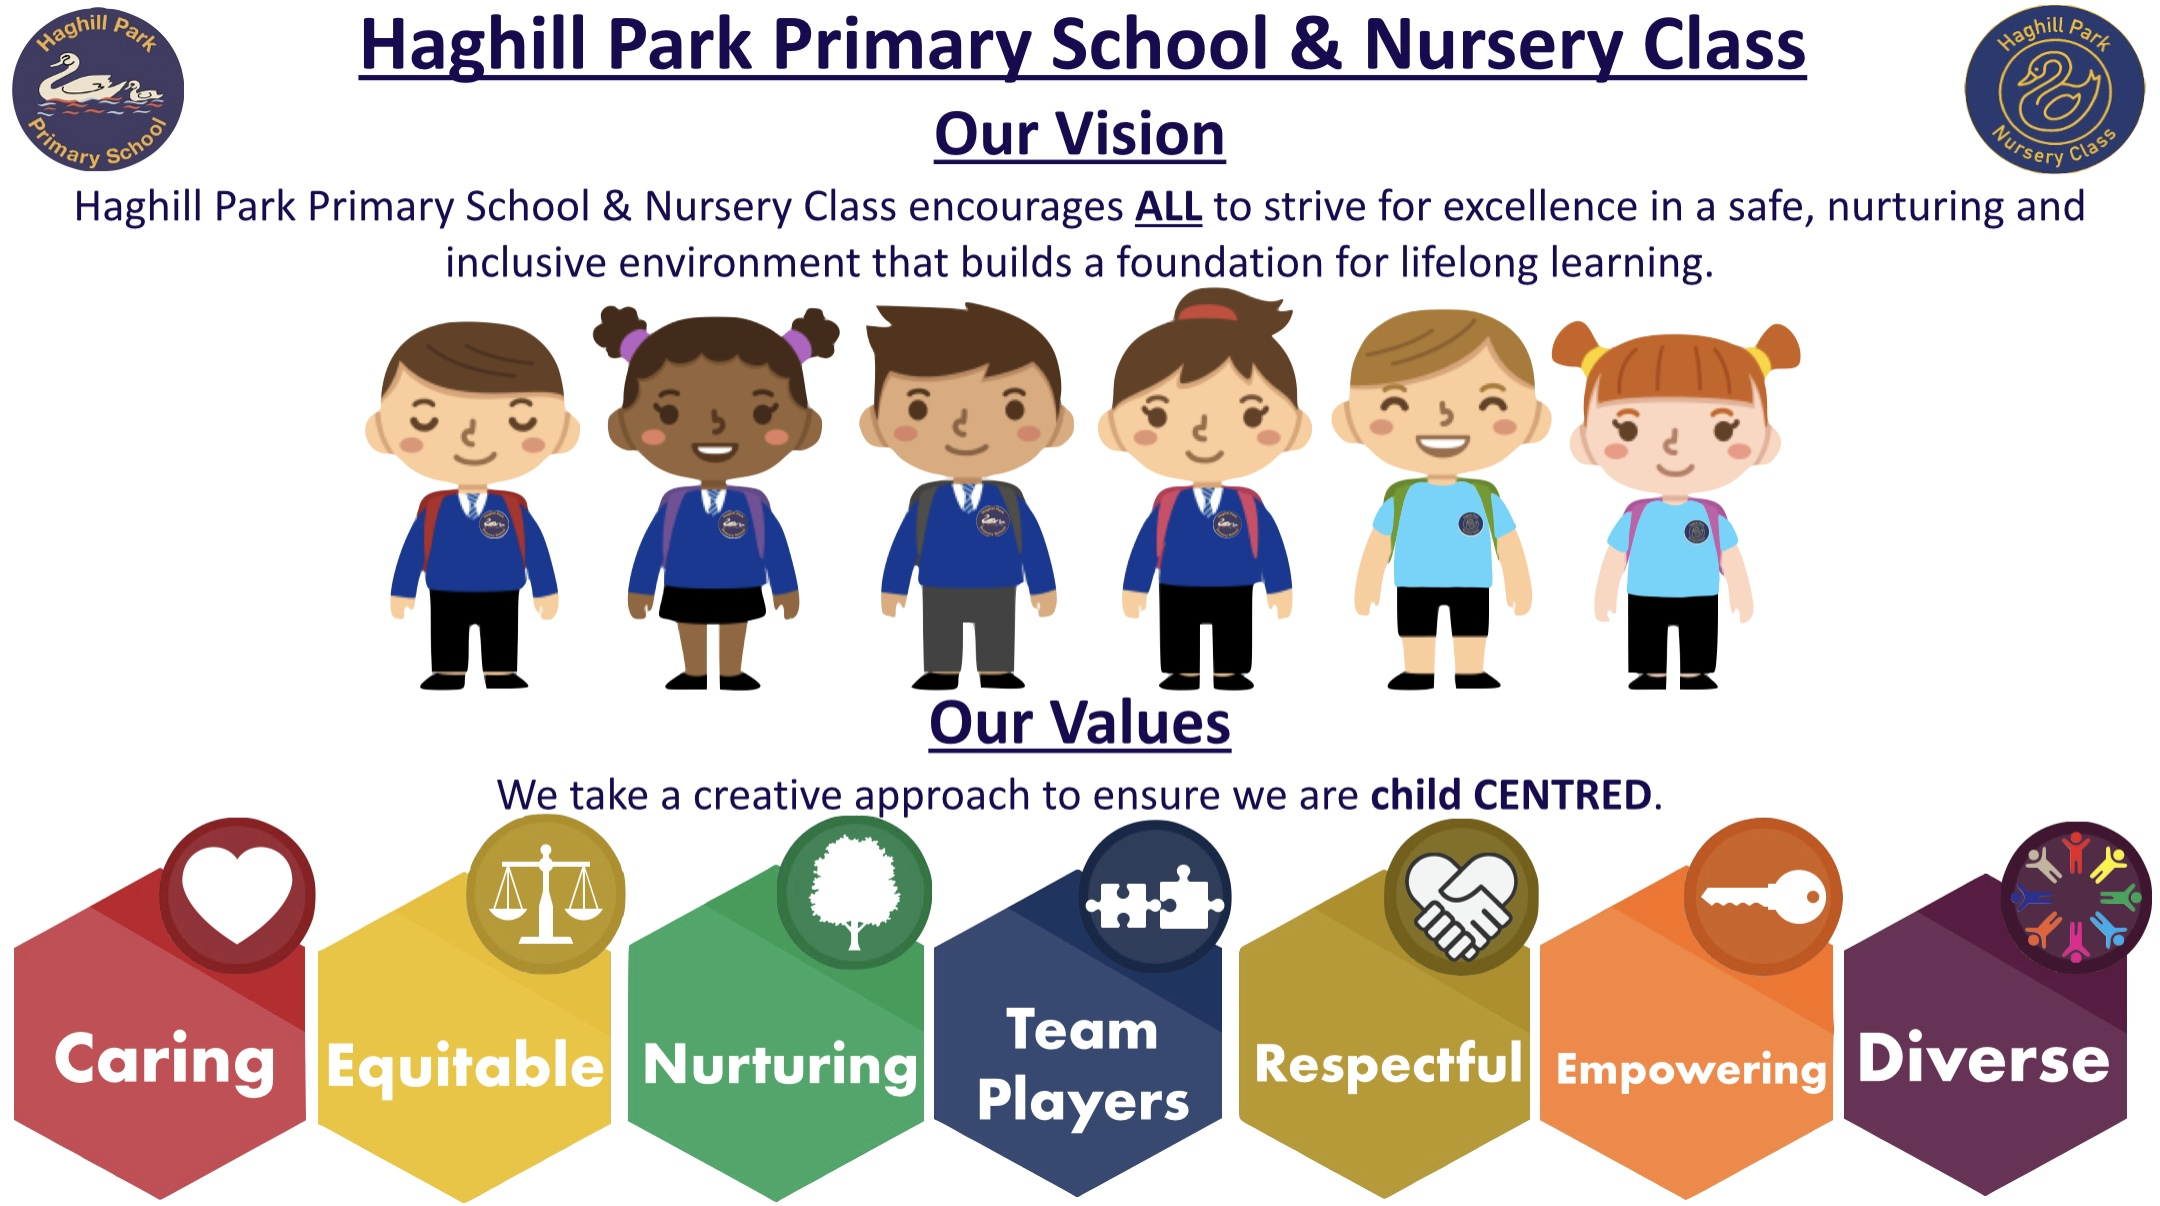 Haghill Park
Primary School
Haghill Park Primary School & Nursery Class
Haghill Park
Nursery Class
Our Vision
Haghill Park Primary School & Nursery Class encourages ALL to strive for excellence in a safe, nurturing and
inclusive environment that builds a foundation for lifelong learning.
Our Values
We take a creative approach to ensure we are child CENTRED.
Caring
Equitable
Nurturing
Team
Players
Respectful
Empowering
Diverse